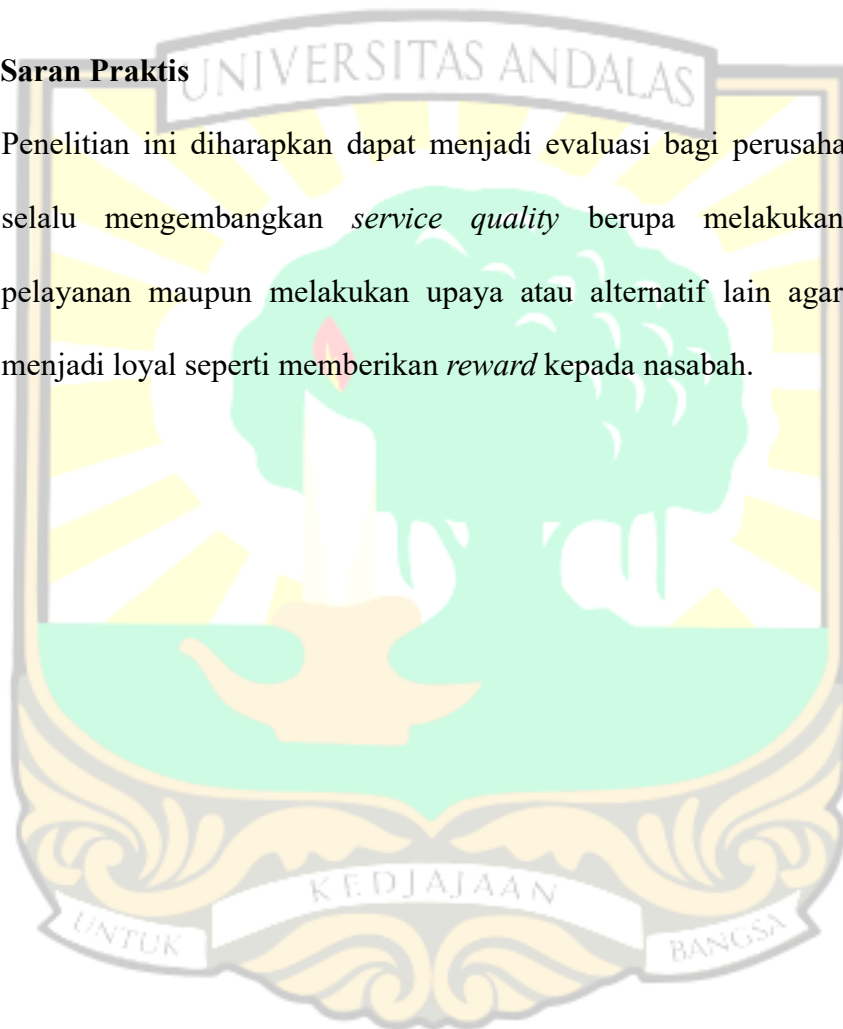 UNIVERSITAS ANDALAS
Saran Praktis
Penelitian ini diharapkan dapat menjadi evaluasi bagi perusaha
selalu mengembangkan service quality berupa melakukan
pelayanan maupun melakukan upaya atau alternatif lain agar
menjadi loyal seperti memberikan reward kepada nasabah.
KEDJAJAAN
UNTUK BANGSA